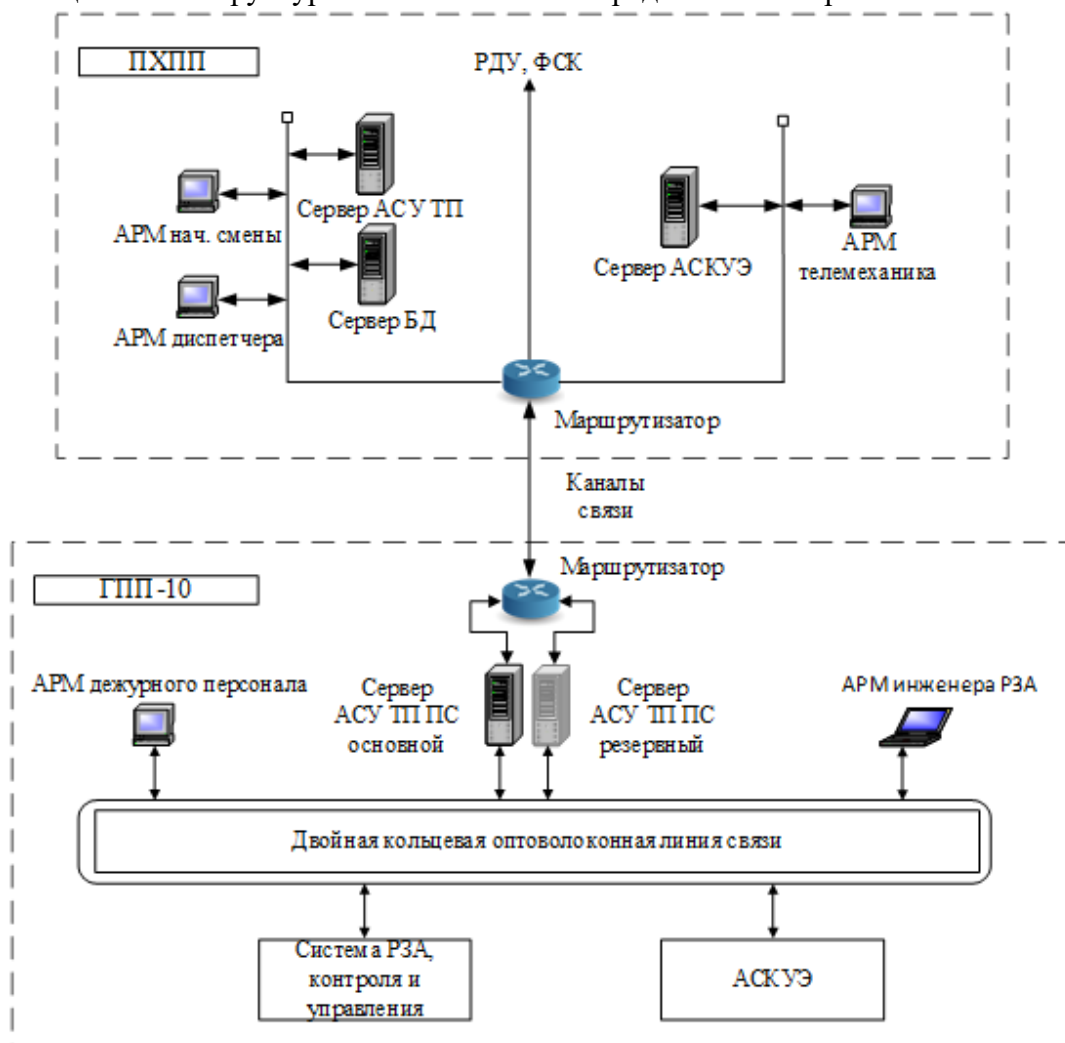 ПХПП
РДУ, ФСК
Сервер АСУ ТП
АРМ нач. смены
Сервер БД
АРМ диспетчера
Сервер АСКУЭ
АРМ
телемеханика
Маршрутизатор
Каналы
связи
ГПП-10
Маршрутизатор
АРМ дежурного персонала
Сервер
АСУ ТП ПС
основной
Сервер
АСУ ТП ПС
резервный
АРМ инженера РЗА
Двойная кольцевая оптоволоконная линия связи
Система РЗА,
контроля и
управления
АСКУЭ